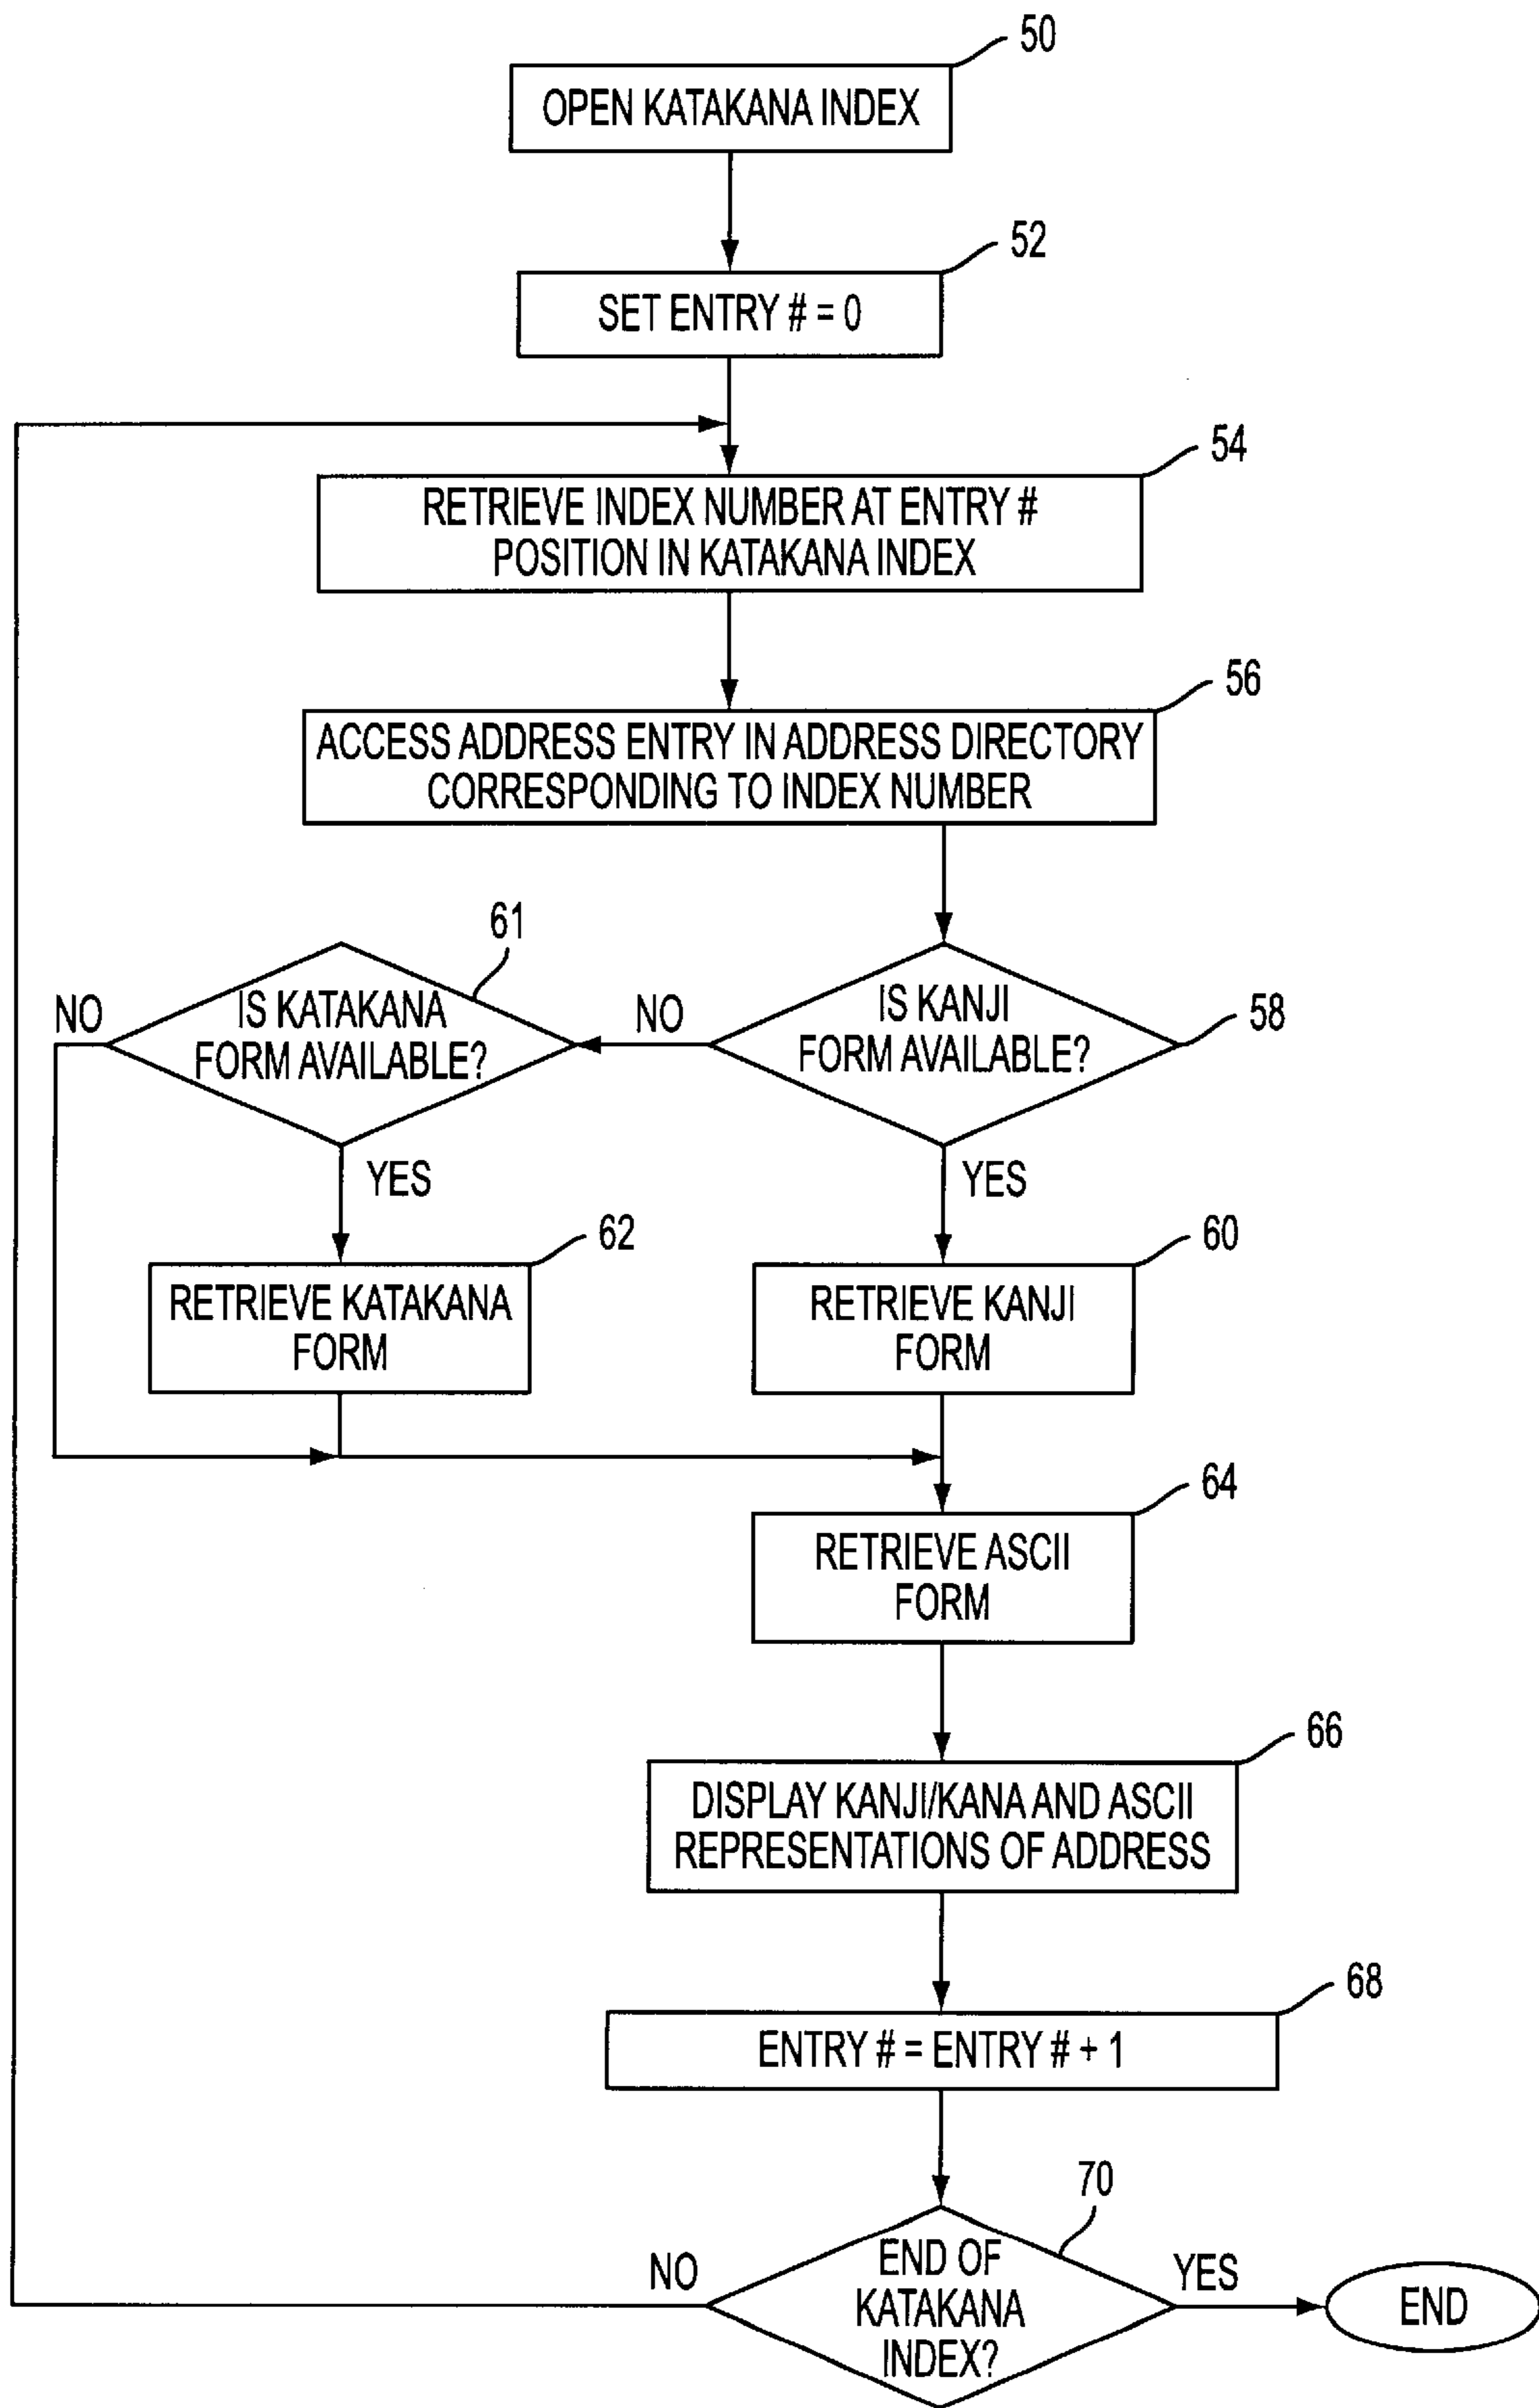 50
OPEN KATAKANA INDEX
52
SET ENTRY # = 0
54
RETRIEVE INDEX NUMBER AT ENTRY #
POSITION IN KATAKANA INDEX
56
ACCESS ADDRESS ENTRY IN ADDRESS DIRECTORY
CORRESPONDING TO INDEX NUMBER
61
NO
IS KATAKANA
FORM AVAILABLE?
NO
IS KANJI
FORM AVAILABLE?
58
YES
YES
62
RETRIEVE KATAKANA
FORM
60
RETRIEVE KANJI
FORM
64
RETRIEVE ASCII
FORM
66
DISPLAY KANJI/KANA AND ASCII
REPRESENTATIONS OF ADDRESS
68
ENTRY # = ENTRY # + 1
70
NO
END OF
KATAKANA
INDEX?
YES
END